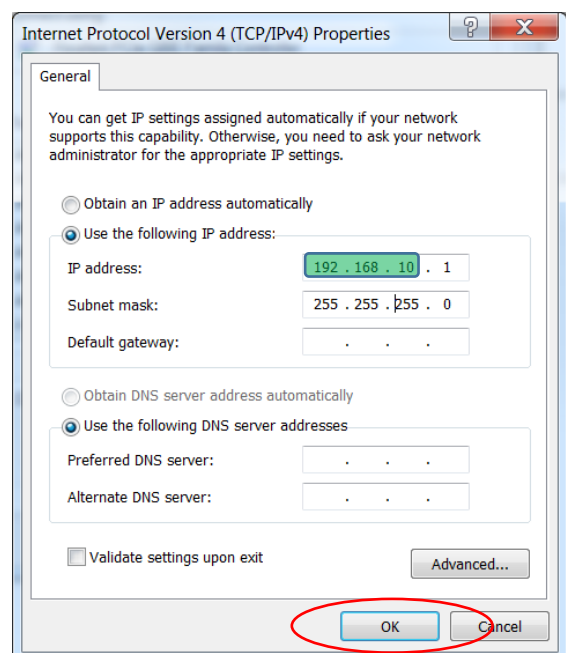 Internet Protocol Version 4 (TCP/IPv4) Properties
General
You can get IP settings assigned automatically if your network
supports this capability. Otherwise, you need to ask your network
administrator for the appropriate IP settings.
Obtain an IP address automatically
Use the following IP address:
IP address: 192 . 168 . 10 . 1
Subnet mask: 255 . 255 . 255 . 0
Default gateway: . . .
Obtain DNS server address automatically
Use the following DNS server addresses
Preferred DNS server: . . .
Alternate DNS server: . . .
Validate settings upon exit
Advanced...
OK Cancel